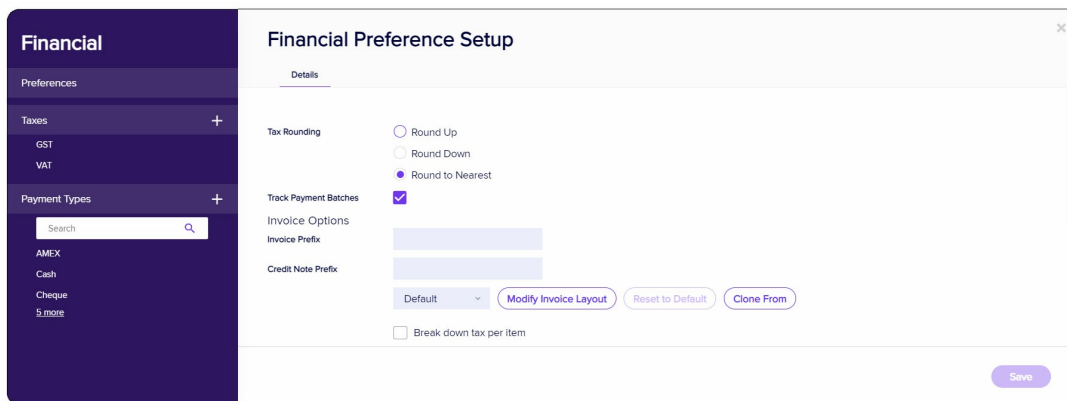 Financial
Preferences
Taxes +
GST
VAT
Payment Types +
Search
AMEX
Cash
Cheque
5 more
Financial Preference Setup
Details
Tax Rounding
Round Up
Round Down
Round to Nearest
Track Payment Batches
Invoice Options
Invoice Prefix
Credit Note Prefix
Default Modify Invoice Layout Reset to Default Clone From
Break down tax per item
Save